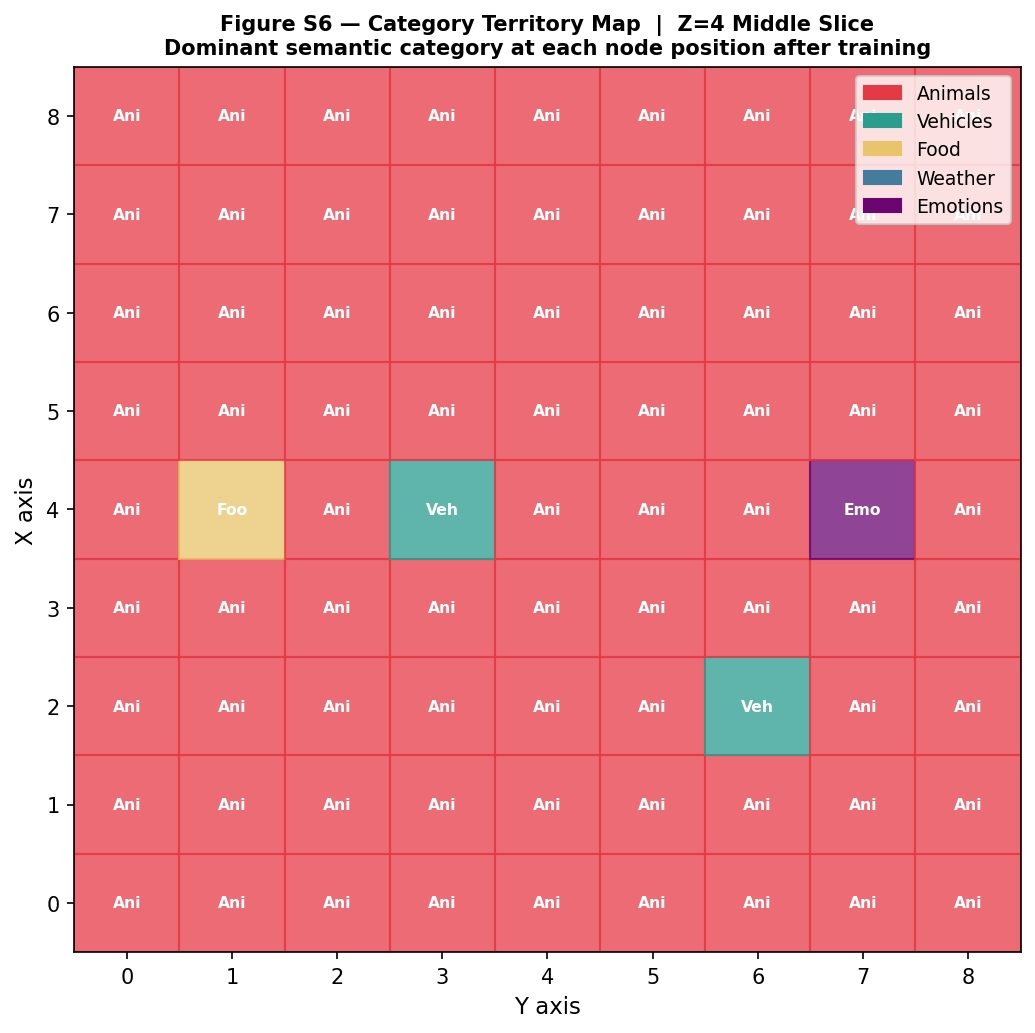 Figure S6 — Category Territory Map | Z=4 Middle Slice
Dominant semantic category at each node position after training
Animals
Vehicles
Food
Weather
Emotions
8 Ani Ani Ani Ani Ani Ani Ani
7 Ani Ani Ani Ani Ani Ani Ani Ani Ani
6 Ani Ani Ani Ani Ani Ani Ani Ani Ani
5 Ani Ani Ani Ani Ani Ani Ani Ani Ani
4 Ani Foo Ani Veh Ani Ani Ani Emo Ani
3 Ani Ani Ani Ani Ani Ani Ani Ani Ani
2 Ani Ani Ani Ani Ani Ani Veh Ani Ani
1 Ani Ani Ani Ani Ani Ani Ani Ani Ani
0 Ani Ani Ani Ani Ani Ani Ani Ani Ani
X axis
0 1 2 3 4 5 6 7 8
Y axis